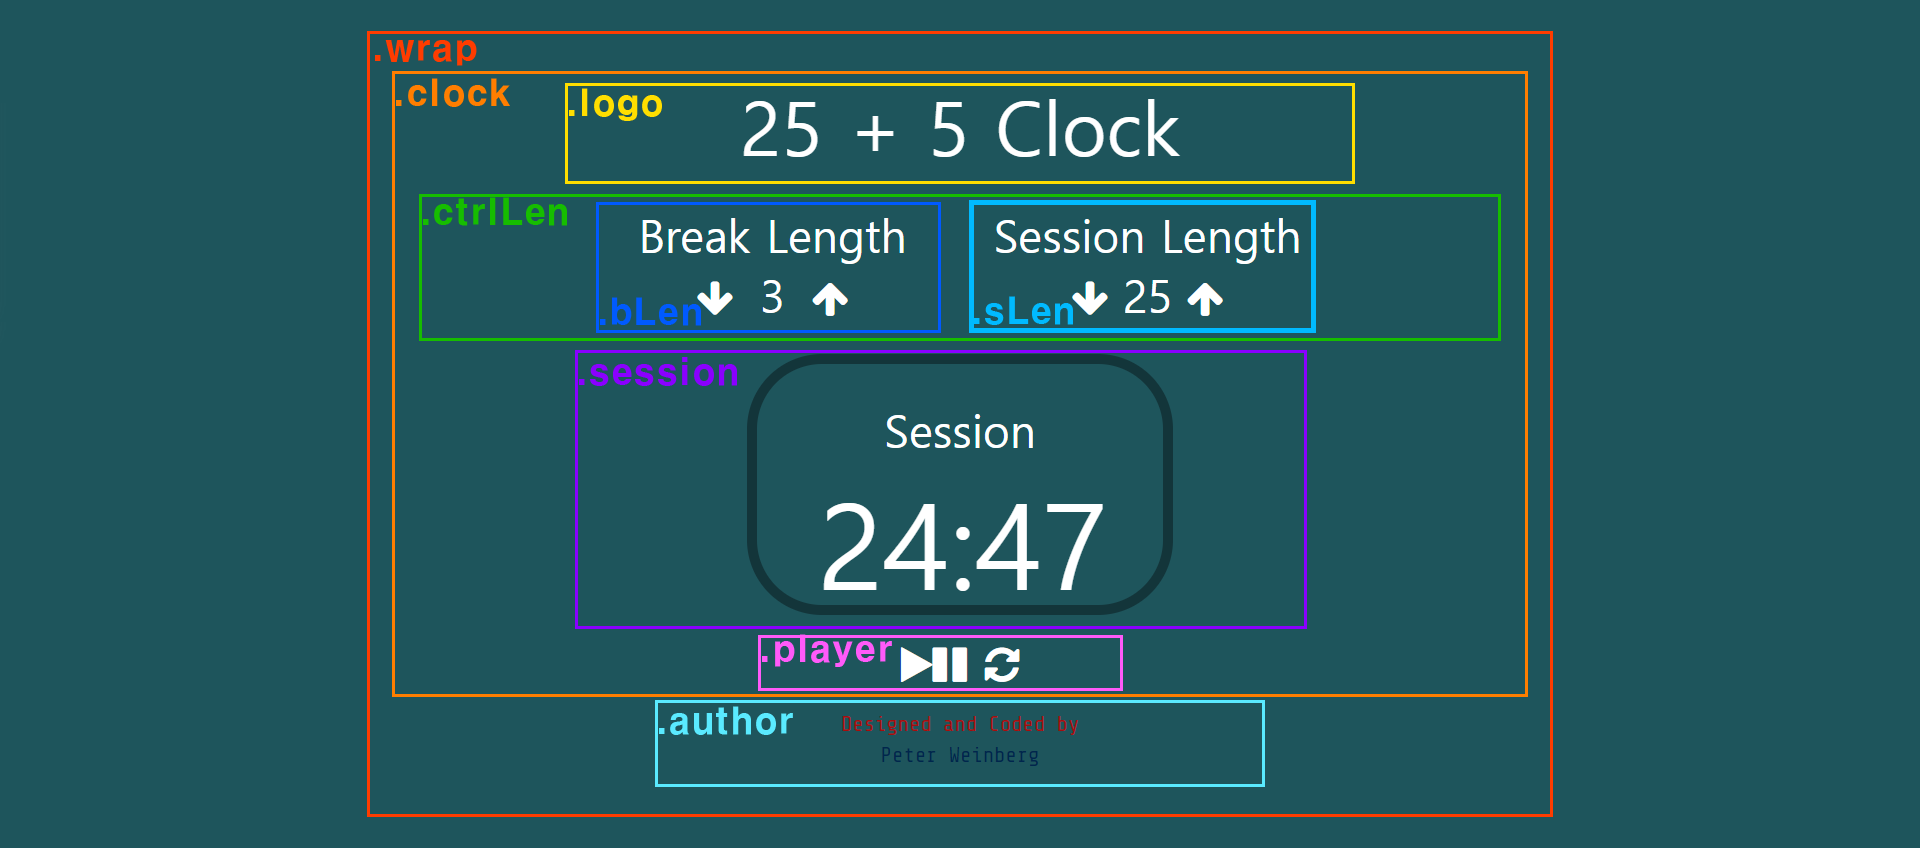 .wrap
.clock
.logo
25 + 5 Clock
.ctrlLen
Break Length
Session Length
.bLen
3
.sLen
25
.session
Session
24:47
.player
.author
Designed and Coded by
Peter Weinberg